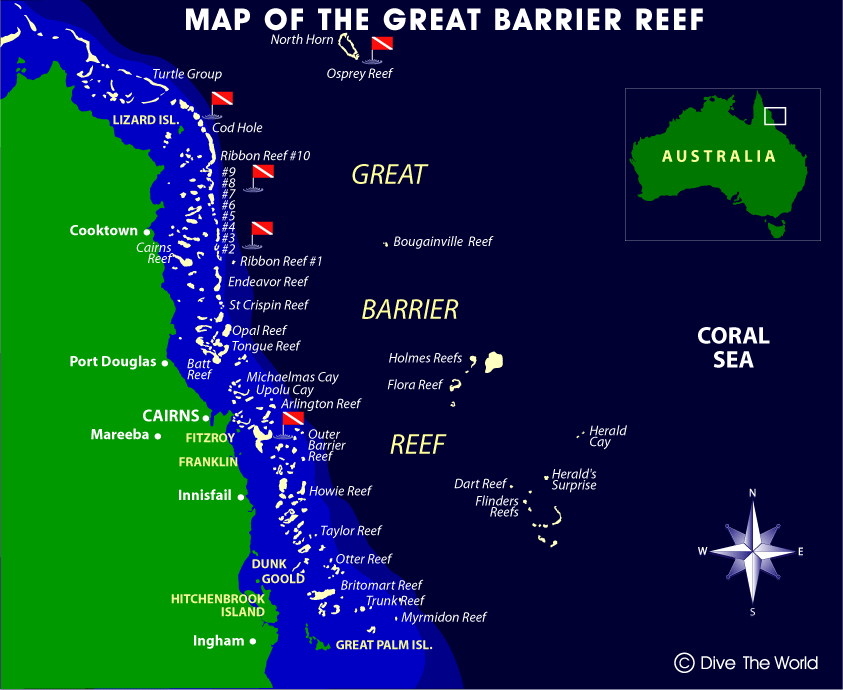 MAP OF THE GREAT BARRIER REEF
North Horn
Osprey Reef
Turtle Group
LIZARD ISL.
Cod Hole
Ribbon Reef #10
#9
#8
#7
#6
#5
#4
#3
#2
Ribbon Reef #1
GREAT
AUSTRALIA
Cooktown
Cairns
Reef
Bougainville Reef
Endeavor Reef
St Crispin Reef
BARRIER
Opal Reef
Tongue Reef
CORAL
SEA
Port Douglas
Batt
Reef
Holmes Reefs
Flora Reef
Michaelmas Cay
Upolu Cay
Arlington Reef
CAIRNS
Mareeba
FITZROY
Outer
Barrier
Reef
REEF
Herald
Cay
FRANKLIN
Innisfail
Howie Reef
Dart Reef
Herald's
Surprise
Flinders
Reefs
Taylor Reef
N
W
E
S
Otter Reef
DUNK
GOOLD
Britomart Reef
HITCHENBROOK
ISLAND
Trunk Reef
Myrmidon Reef
Ingham
GREAT PALM ISL.
© Dive The World